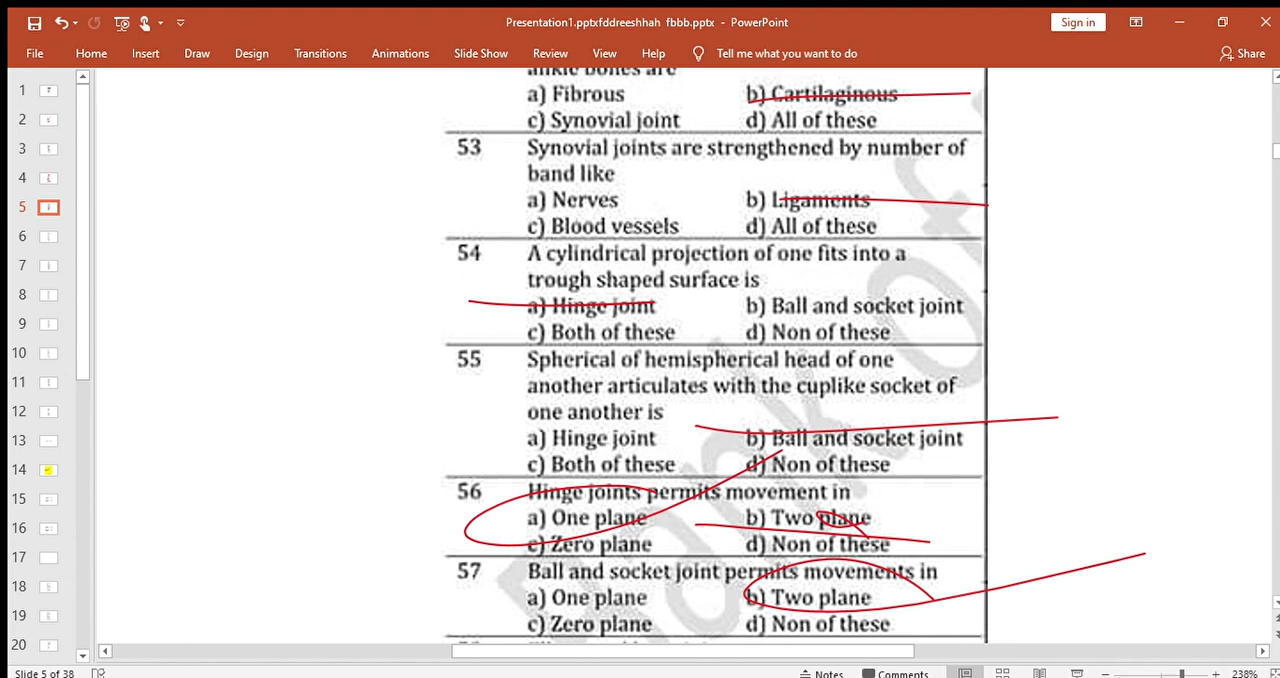 Presentation1.pptxfddreeshhah fbbb.pptx - PowerPoint
Sign in
File Home Insert Draw Design Transitions Animations Slide Show Review View Help Tell me what you want to do Share
1
2
3
4
5
6
7
8
9
10
11
12
13
14
15
16
17
18
19
20
ankle bones are
a) Fibrous b) Cartilaginous
c) Synovial joint d) All of these
53 Synovial joints are strengthened by number of
band like
a) Nerves b) Ligaments
c) Blood vessels d) All of these
54 A cylindrical projection of one fits into a
trough shaped surface is
a) Hinge joint b) Ball and socket joint
c) Both of these d) Non of these
55 Spherical of hemispherical head of one
another articulates with the cuplike socket of
one another is
a) Hinge joint b) Ball and socket joint
c) Both of these d) Non of these
56 Hinge joints permits movement in
a) One plane b) Two plane
c) Zero plane d) Non of these
57 Ball and socket joint permits movements in
a) One plane b) Two plane
c) Zero plane d) Non of these
Slide 5 of 38 Notes Comments 238%